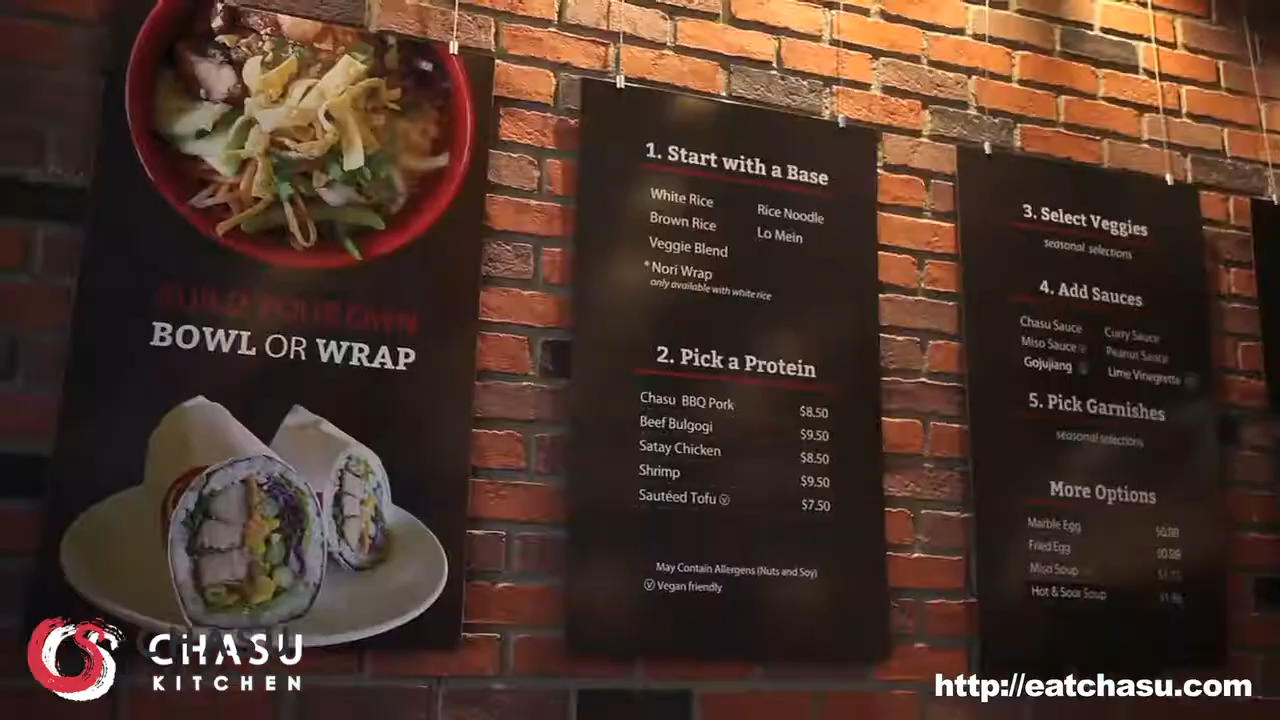 BUILD YOUR OWN
BOWL OR WRAP
1. Start with a Base
White Rice
Brown Rice
Veggie Blend
*Nori Wrap
only available with white rice
Rice Noodle
Lo Mein
2. Pick a Protein
Chasu BBQ Pork $8.50
Beef Bulgogi $9.50
Satay Chicken $8.50
Shrimp $9.50
Sautéed Tofu Ⓥ $7.50
May Contain Allergens (Nuts and Soy)
Ⓥ Vegan friendly
3. Select Veggies
seasonal selections
4. Add Sauces
Chasu Sauce
Miso Sauce
Gojujiang
Curry Sauce
Peanut Sauce
Lime Vinegrette
5. Pick Garnishes
seasonal selections
More Options
Marble Egg
Fried Egg
Miso Soup
Hot & Sour Soup
CHASU
KITCHEN
http://eatchasu.com